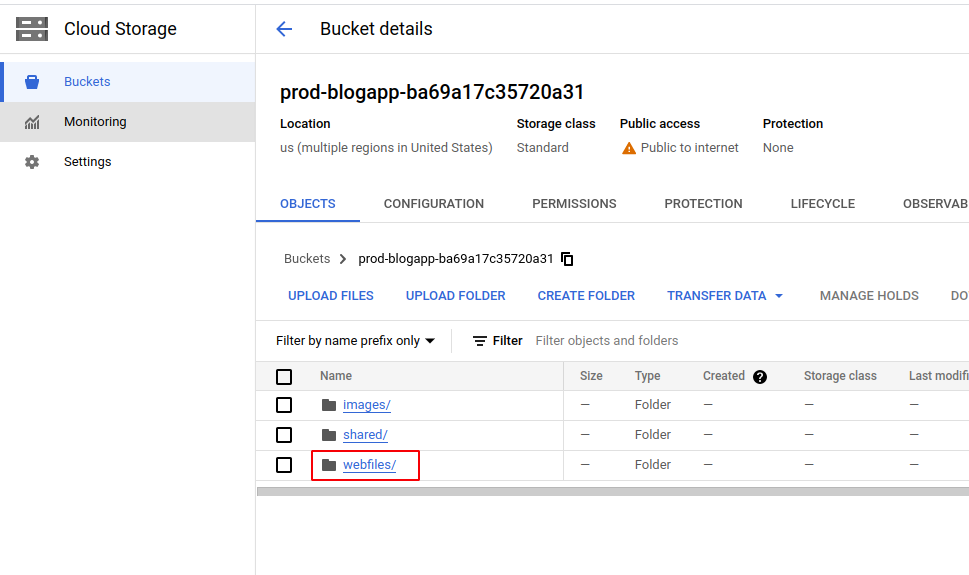 Cloud Storage
Bucket details
Buckets
Monitoring
Settings
prod-blogapp-ba69a17c35720a31
Location Storage class Public access Protection
us (multiple regions in United States) Standard Public to internet None
OBJECTS CONFIGURATION PERMISSIONS PROTECTION LIFECYCLE OBSERVAB
Buckets > prod-blogapp-ba69a17c35720a31
UPLOAD FILES UPLOAD FOLDER CREATE FOLDER TRANSFER DATA MANAGE HOLDS DO
Filter by name prefix only Filter Filter objects and folders
Name Size Type Created ? Storage class Last modifi
images/ — Folder — — —
shared/ — Folder — — —
webfiles/ — Folder — — —